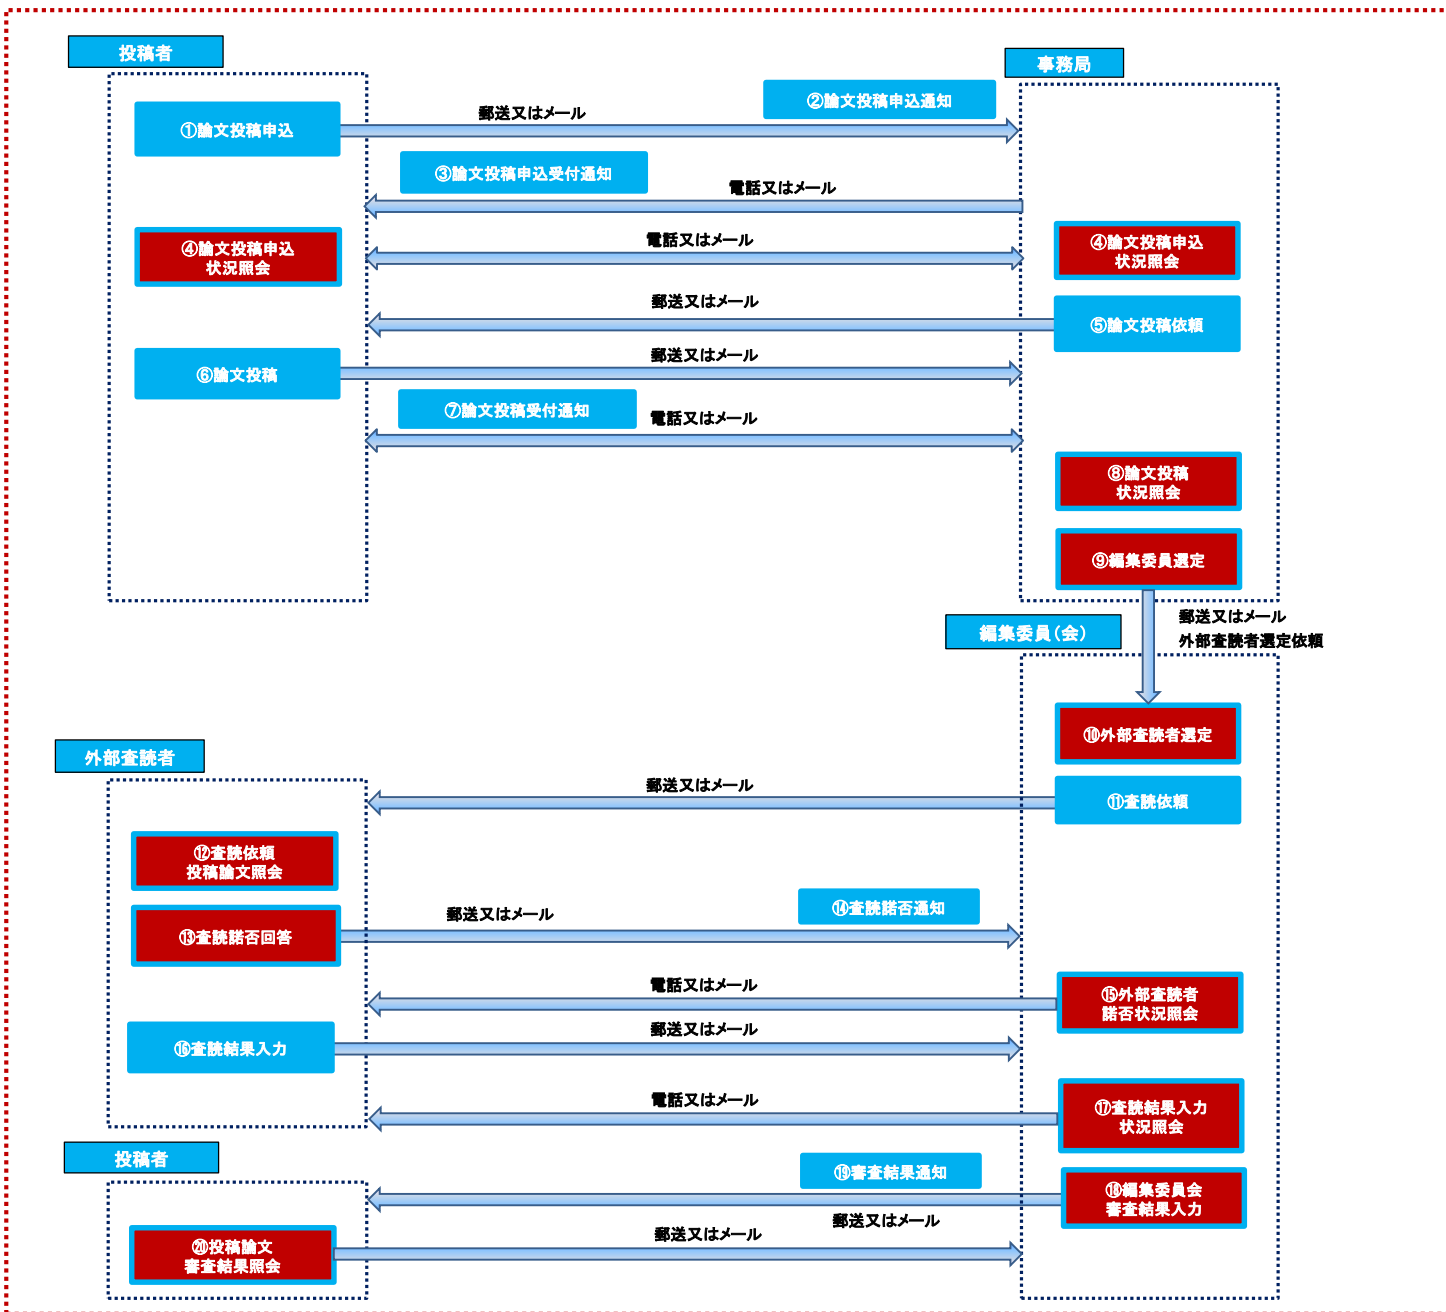 投稿者
事務局
①論文投稿申込
郵送又はメール
②論文投稿申込通知
③論文投稿申込受付通知
電話又はメール
④論文投稿申込
状況照会
電話又はメール
④論文投稿申込
状況照会
郵送又はメール
⑤論文投稿依頼
⑥論文投稿
郵送又はメール
⑦論文投稿受付通知
電話又はメール
⑧論文投稿
状況照会
⑨編集委員選定
郵送又はメール
外部査読者選定依頼
編集委員(会)
⑩外部査読者選定
外部査読者
郵送又はメール
⑪査読依頼
⑫査読依頼
投稿論文照会
⑬査読諾否回答
郵送又はメール
⑭査読諾否通知
電話又はメール
⑮外部査読者
諾否状況照会
⑯査読結果入力
郵送又はメール
電話又はメール
⑰査読結果入力
状況照会
投稿者
⑲審査結果通知
⑱編集委員会
審査結果入力
郵送又はメール
郵送又はメール
⑳投稿論文
審査結果照会